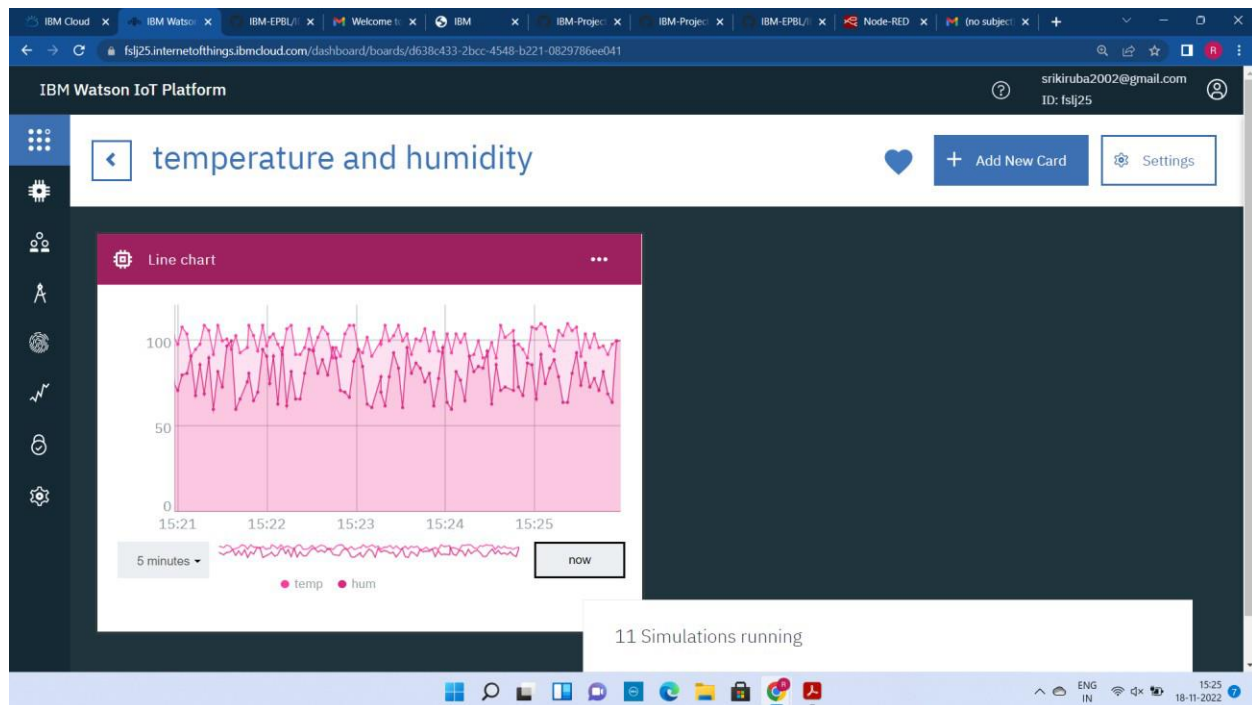 IBM Cloud
IBM Watson
IBM-EPBL/I
Welcome to
IBM
IBM-Project
IBM-Project
IBM-EPBL/I
Node-RED
(no subject)
fslj25.internetofthings.ibmcloud.com/dashboard/boards/d638c433-2bcc-4548-b221-0829786ee041
R
IBM Watson IoT Platform
srikiruba2002@gmail.com
ID: fslj25
temperature and humidity
+ Add New Card
Settings
Line chart
100
50
0
15:21 15:22 15:23 15:24 15:25
5 minutes
now
temp hum
11 Simulations running
ENG
IN
15:25
18-11-2022
7